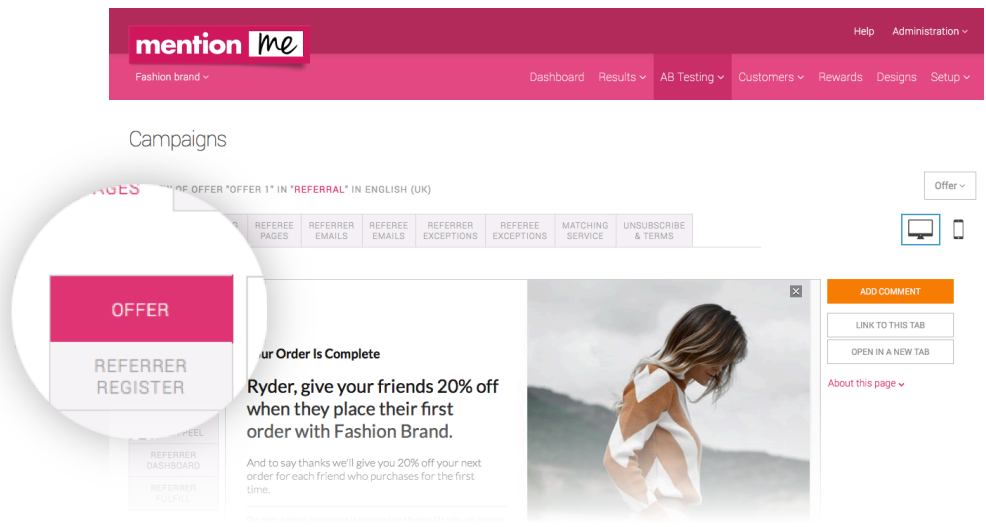 mention me
Help
Administration
Fashion brand
Dashboard
Results
AB Testing
Customers
Rewards
Designs
Setup
Campaigns
OF OFFER "OFFER 1" IN "REFERRAL" IN ENGLISH (UK)
Offer
REFEREE
PAGES
REFERRER
EMAILS
REFEREE
EMAILS
REFERRER
EXCEPTIONS
REFEREE
EXCEPTIONS
MATCHING
SERVICE
UNSUBSCRIBE
& TERMS
OFFER
REFERRER
REGISTER
REFERRER
DASHBOARD
REFERRER
FULFILL
Order Is Complete
Ryder, give your friends 20% off
when they place their first
order with Fashion Brand.
And to say thanks we'll give you 20% off your next
order for each friend who purchases for the first
time.
ADD COMMENT
LINK TO THIS TAB
OPEN IN A NEW TAB
About this page